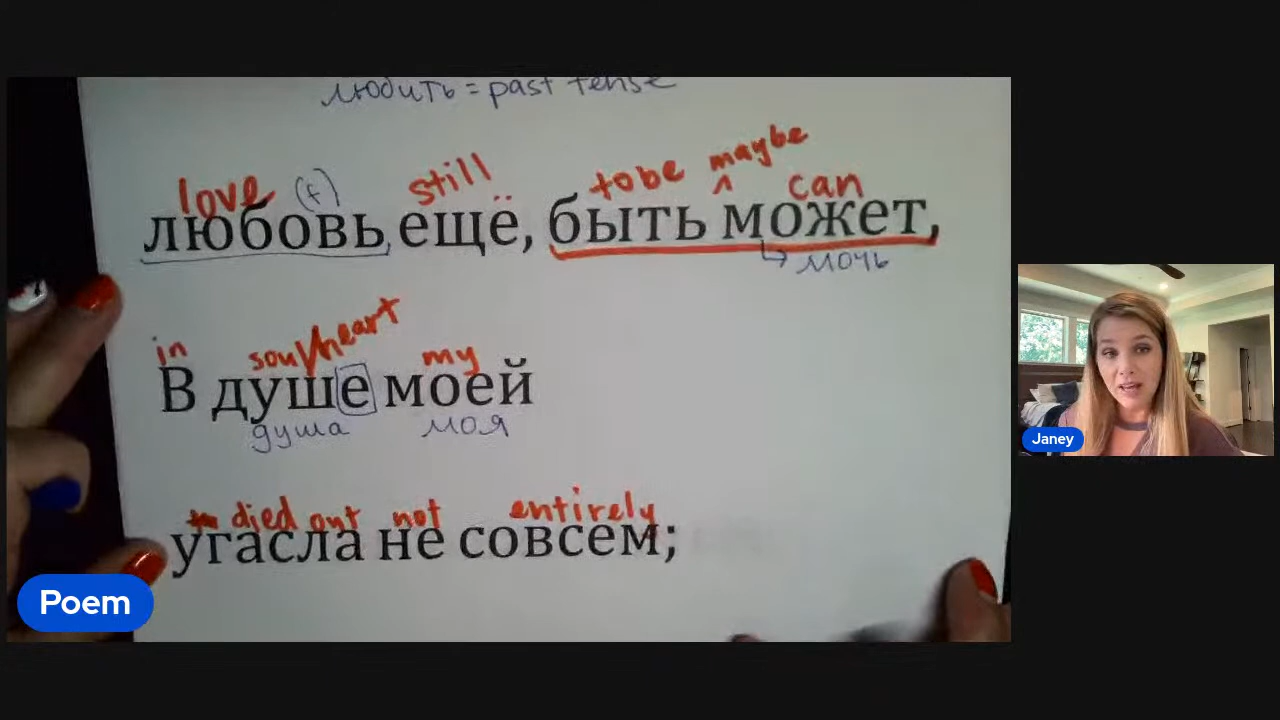 любить = past tense
love (f) still to be maybe can
любовь ещё, быть может,
↳ мочь
in soul/heart my
В душе моей
душа моя
died out not entirely
угасла не совсем;
Poem
Janey